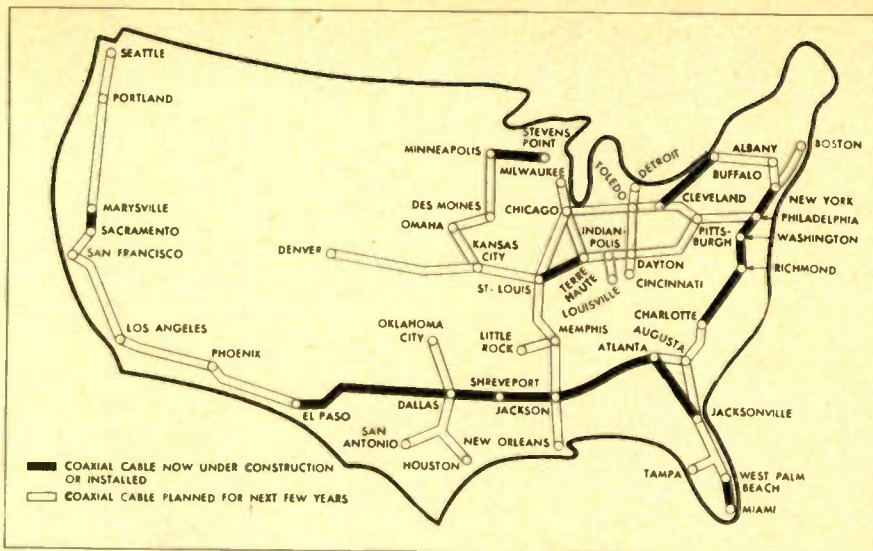 SEATTLE
PORTLAND
MARYSVILLE
SACRAMENTO
SAN FRANCISCO
LOS ANGELES
PHOENIX
EL PASO
DENVER
MINNEAPOLIS
STEVENS
POINT
MILWAUKEE
DES MOINES
OMAHA
CHICAGO
KANSAS
CITY
ST. LOUIS
TOLEDO
DETROIT
INDIAN-
POLIS
TERRE
HAUTE
LOUISVILLE
DAYTON
CINCINNATI
CLEVELAND
PITTS-
BURGH
BUFFALO
ALBANY
BOSTON
NEW YORK
PHILADELPHIA
WASHINGTON
RICHMOND
CHARLOTTE
AUGUSTA
ATLANTA
OKLAHOMA
CITY
LITTLE
ROCK
MEMPHIS
SHREVEPORT
DALLAS
JACKSON
SAN
ANTONIO
HOUSTON
NEW ORLEANS
JACKSONVILLE
TAMPA
WEST PALM
BEACH
MIAMI
COAXIAL CABLE NOW UNDER CONSTRUCTION
OR INSTALLED
COAXIAL CABLE PLANNED FOR NEXT FEW YEARS